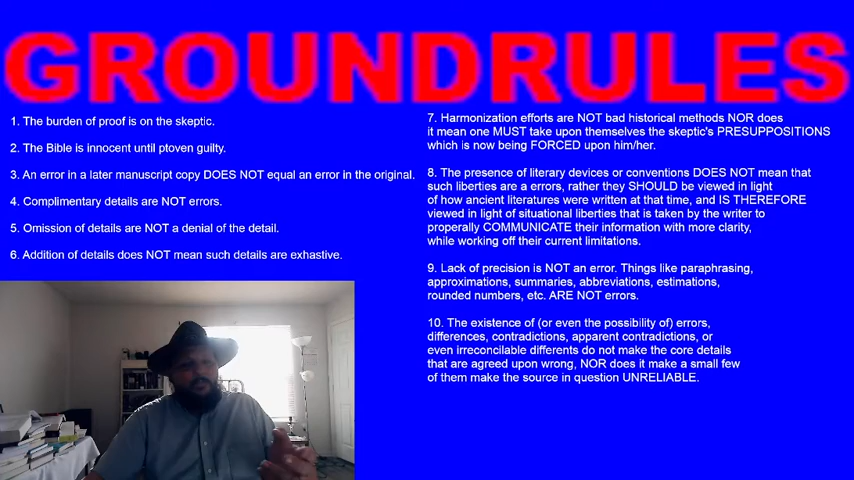 GROUNDRULES
1. The burden of proof is on the skeptic.
2. The Bible is innocent until ptoven guilty.
3. An error in a later manuscript copy DOES NOT equal an error in the original.
4. Complimentary details are NOT errors.
5. Omission of details are NOT a denial of the detail.
6. Addition of details does NOT mean such details are exhastive.
7. Harmonization efforts are NOT bad historical methods NOR does
it mean one MUST take upon themselves the skeptic's PRESUPPOSITIONS
which is now being FORCED upon him/her.
8. The presence of literary devices or conventions DOES NOT mean that
such liberties are a errors, rather they SHOULD be viewed in light
of how ancient literatures were written at that time, and IS THEREFORE
viewed in light of situational liberties that is taken by the writer to
properally COMMUNICATE their information with more clarity,
while working off their current limitations.
9. Lack of precision is NOT an error. Things like paraphrasing,
approximations, summaries, abbreviations, estimations,
rounded numbers, etc. ARE NOT errors.
10. The existence of (or even the possibility of) errors,
differences, contradictions, apparent contradictions, or
even irreconcilable differents do not make the core details
that are agreed upon wrong, NOR does it make a small few
of them make the source in question UNRELIABLE.